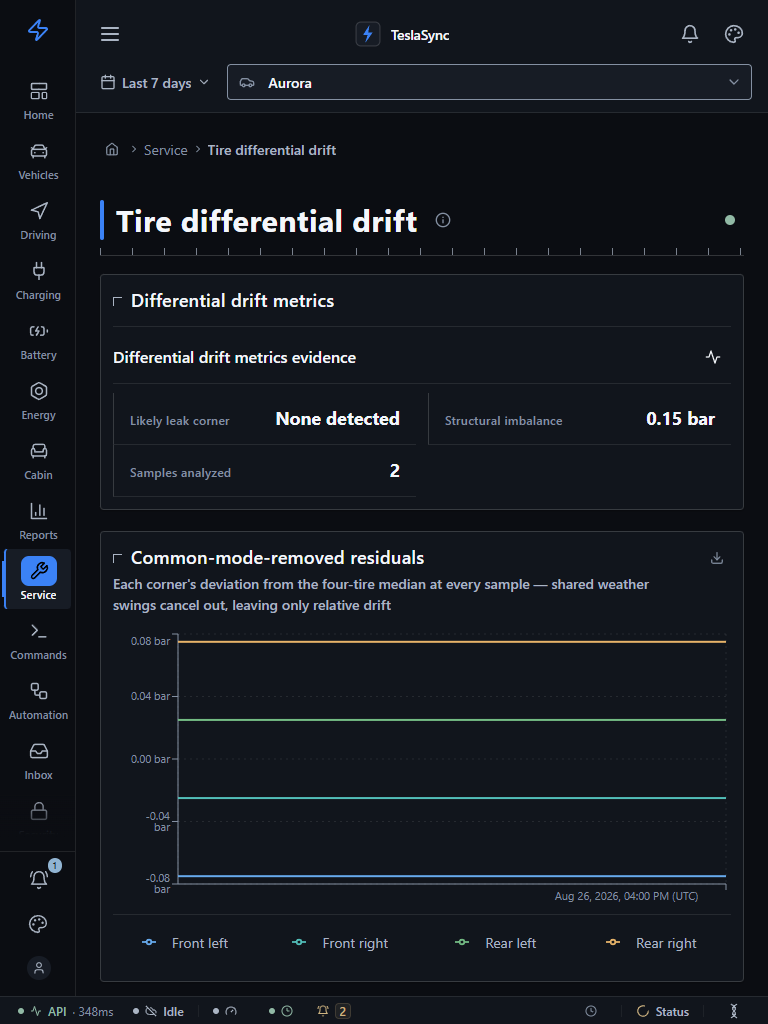 TeslaSync
Last 7 days
Aurora
Home
Vehicles
Driving
Charging
Battery
Energy
Cabin
Reports
Service
Commands
Automation
Inbox
1
Service
Tire differential drift
Tire differential drift
Differential drift metrics
Differential drift metrics evidence
Likely leak corner
None detected
Structural imbalance
0.15 bar
Samples analyzed
2
Common-mode-removed residuals
Each corner's deviation from the four-tire median at every sample — shared weather
swings cancel out, leaving only relative drift
0.08 bar
0.04 bar
0.00 bar
-0.04
bar
-0.08
bar
Aug 26, 2026, 04:00 PM (UTC)
Front left
Front right
Rear left
Rear right
API · 348ms
Idle
2
Status